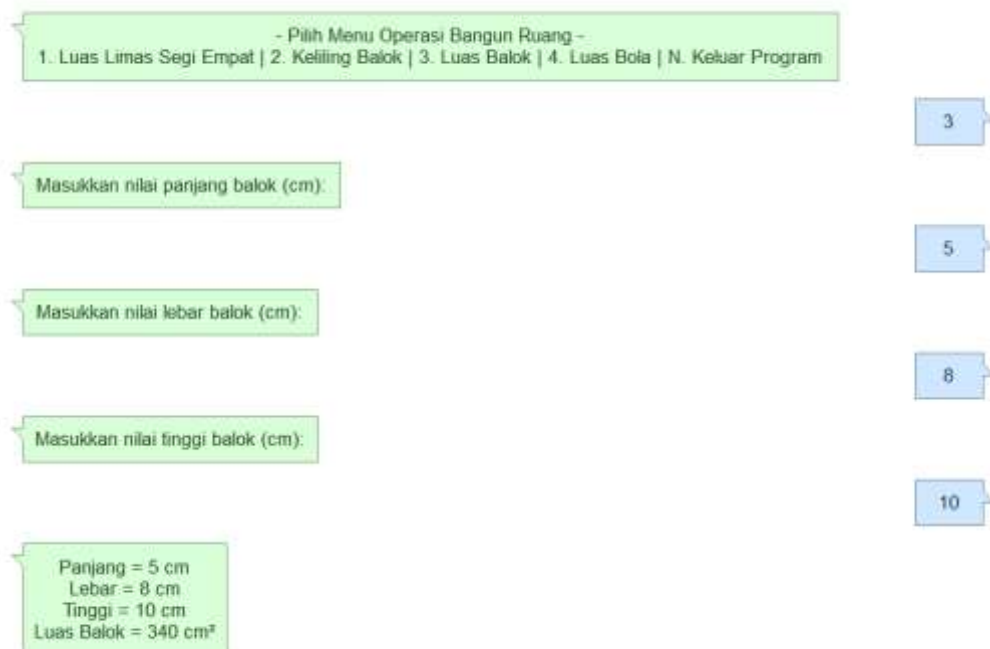 - Pilih Menu Operasi Bangun Ruang -
1. Luas Limas Segi Empat | 2. Keliling Balok | 3. Luas Balok | 4. Luas Bola | N. Keluar Program
3
Masukkan nilai panjang balok (cm):
5
Masukkan nilai lebar balok (cm):
8
Masukkan nilai tinggi balok (cm):
10
Panjang = 5 cm
Lebar = 8 cm
Tinggi = 10 cm
Luas Balok = 340 cm²